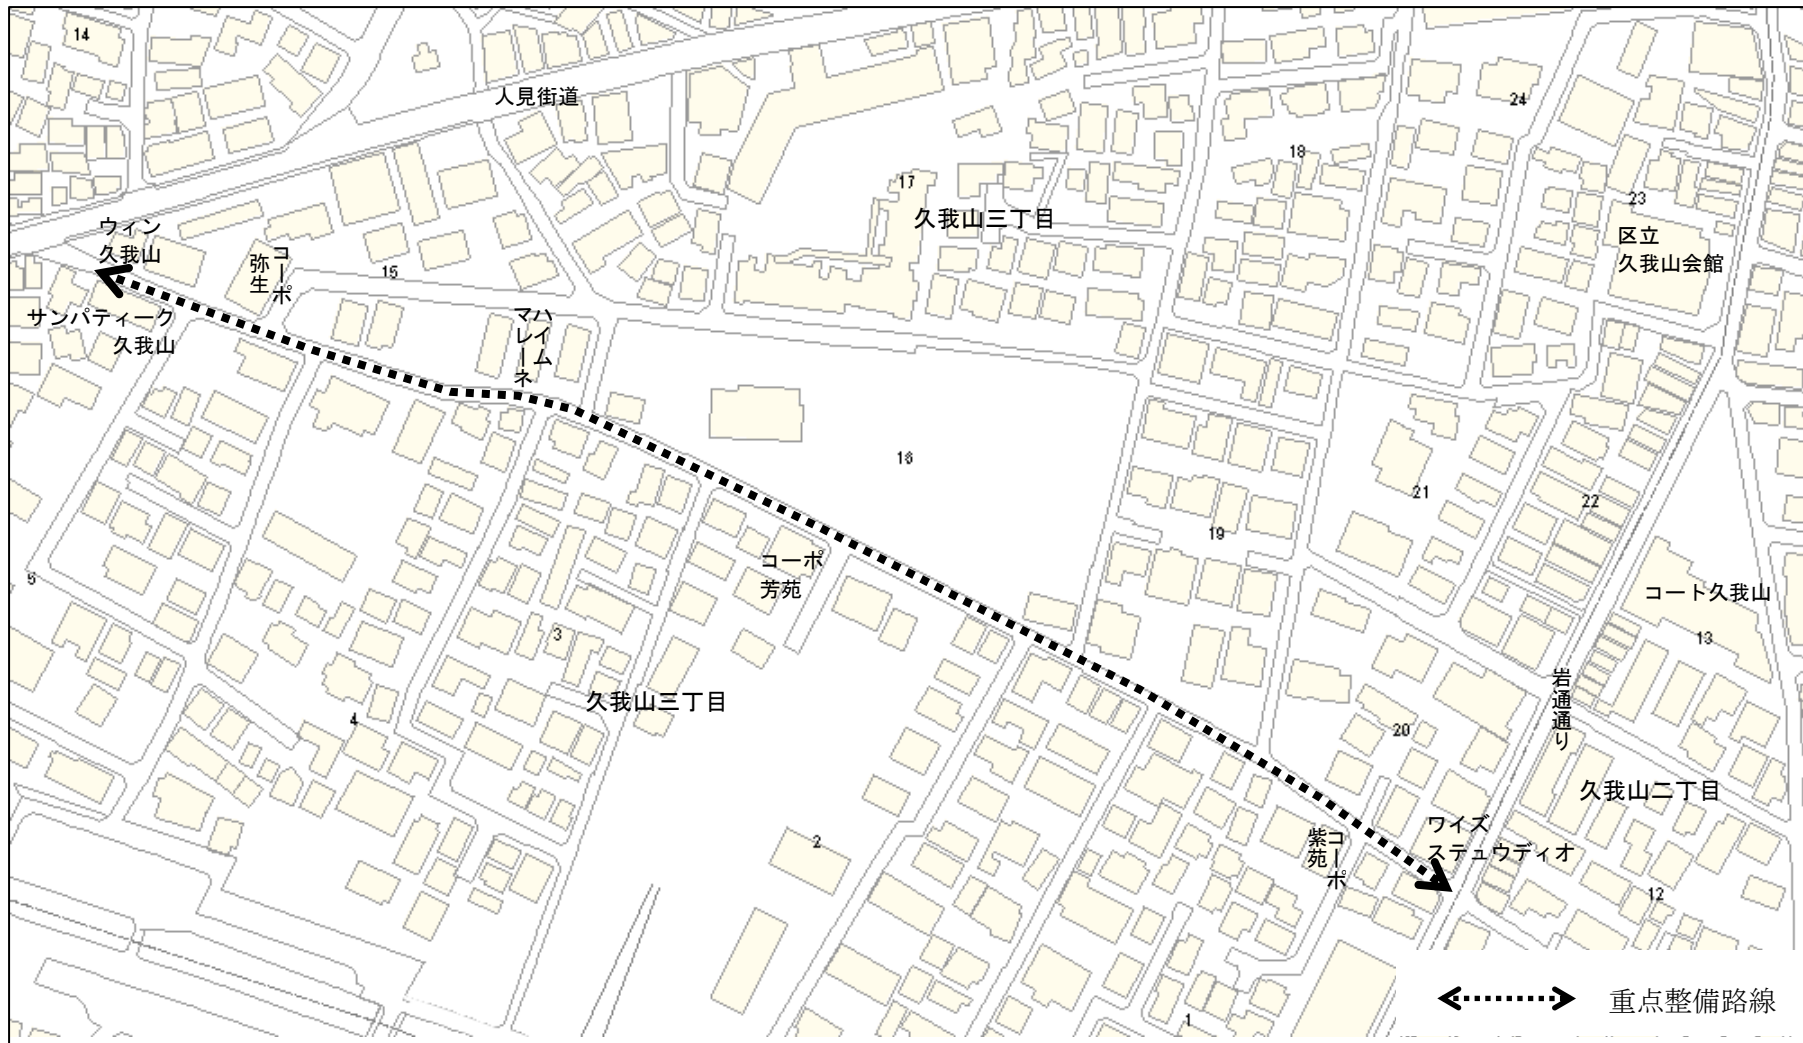 14
人見街道
24
18
17
久我山三丁目
23
区立
久我山会館
ウィン
久我山
コーポ
弥生
15
サンパティーク
久我山
ハイム
マレーネ
16
21
22
19
コーポ
芳苑
コート久我山
13
3
久我山三丁目
4
岩通通り
20
久我山二丁目
ワイズ
ステュウディオ
コーポ
紫苑
2
12
1
重点整備路線